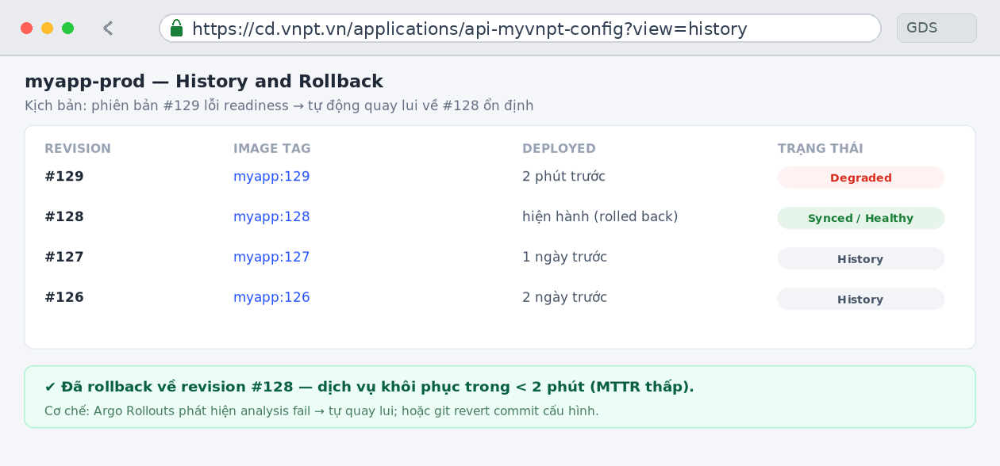 https://cd.vnpt.vn/applications/api-myvnpt-config?view=history
GDS
myapp-prod — History and Rollback
Kịch bản: phiên bản #129 lỗi readiness → tự động quay lui về #128 ổn định
REVISION IMAGE TAG DEPLOYED TRẠNG THÁI
#129 myapp:129 2 phút trước Degraded
#128 myapp:128 hiện hành (rolled back) Synced / Healthy
#127 myapp:127 1 ngày trước History
#126 myapp:126 2 ngày trước History
✔ Đã rollback về revision #128 — dịch vụ khôi phục trong < 2 phút (MTTR thấp).
Cơ chế: Argo Rollouts phát hiện analysis fail → tự quay lui; hoặc git revert commit cấu hình.